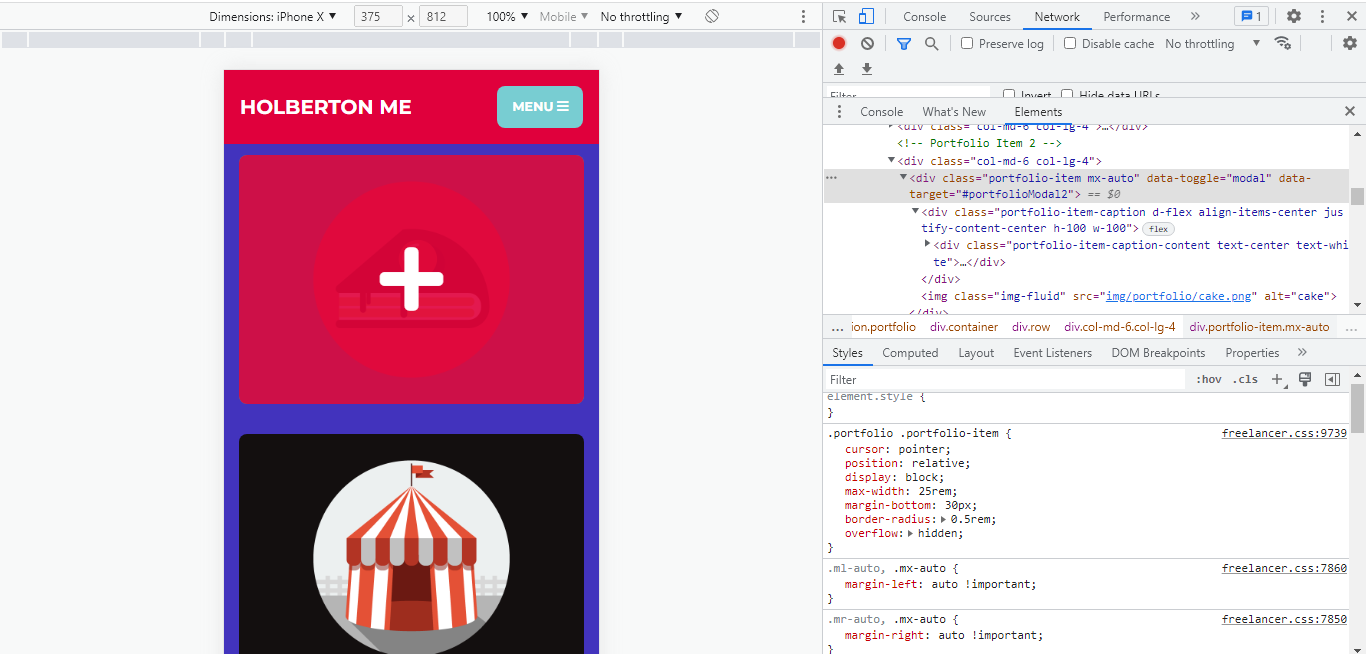 Dimensions: iPhone X ▼ 375 × 812 100% ▼ Mobile ▼ No throttling ▼
HOLBERTON ME
MENU
Console Sources Network Performance » 1
Preserve log Disable cache No throttling ▼
Filter Invert Hide data URLs
Console What's New Elements
▶<div class="col-md-6 col-lg-4">…</div>
<!-- Portfolio Item 2 -->
▼<div class="col-md-6 col-lg-4">
▼<div class="portfolio-item mx-auto" data-toggle="modal" data-
target="#portfolioModal2"> == $0
▼<div class="portfolio-item-caption d-flex align-items-center jus
tify-content-center h-100 w-100"> flex
▶<div class="portfolio-item-caption-content text-center text-whi
te">…</div>
</div>
<img class="img-fluid" src="img/portfolio/cake.png" alt="cake">
</div>
... ion.portfolio div.container div.row div.col-md-6.col-lg-4 div.portfolio-item.mx-auto ...
Styles Computed Layout Event Listeners DOM Breakpoints Properties »
Filter :hov .cls +
element.style {
}
.portfolio .portfolio-item { freelancer.css:9739
cursor: pointer;
position: relative;
display: block;
max-width: 25rem;
margin-bottom: 30px;
border-radius: ▶ 0.5rem;
overflow: ▶ hidden;
}
.ml-auto, .mx-auto { freelancer.css:7860
margin-left: auto !important;
}
.mr-auto, .mx-auto { freelancer.css:7850
margin-right: auto !important;
}